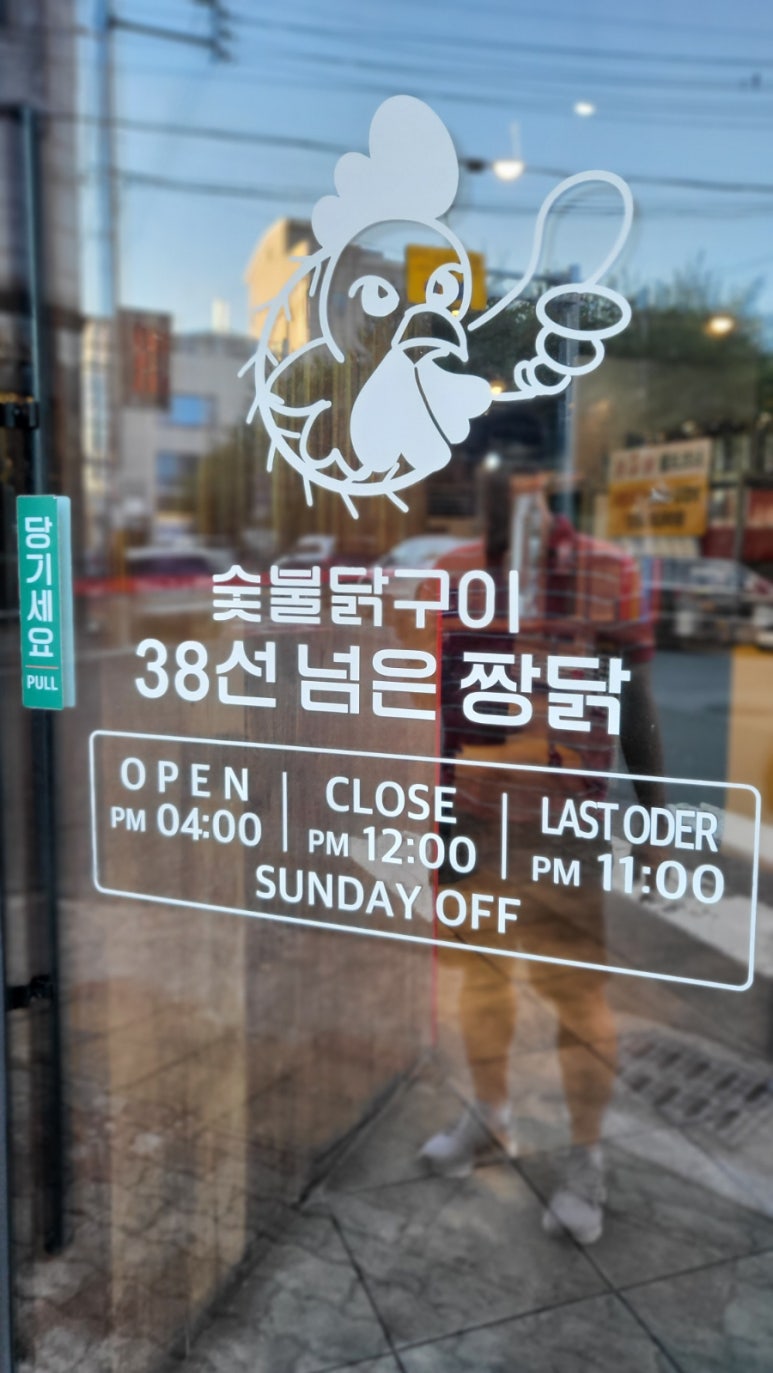 당기세요
PULL
숯불닭구이
38선 넘은 짱닭
OPEN
PM 04:00
CLOSE
PM 12:00
LAST ODER
PM 11:00
SUNDAY OFF